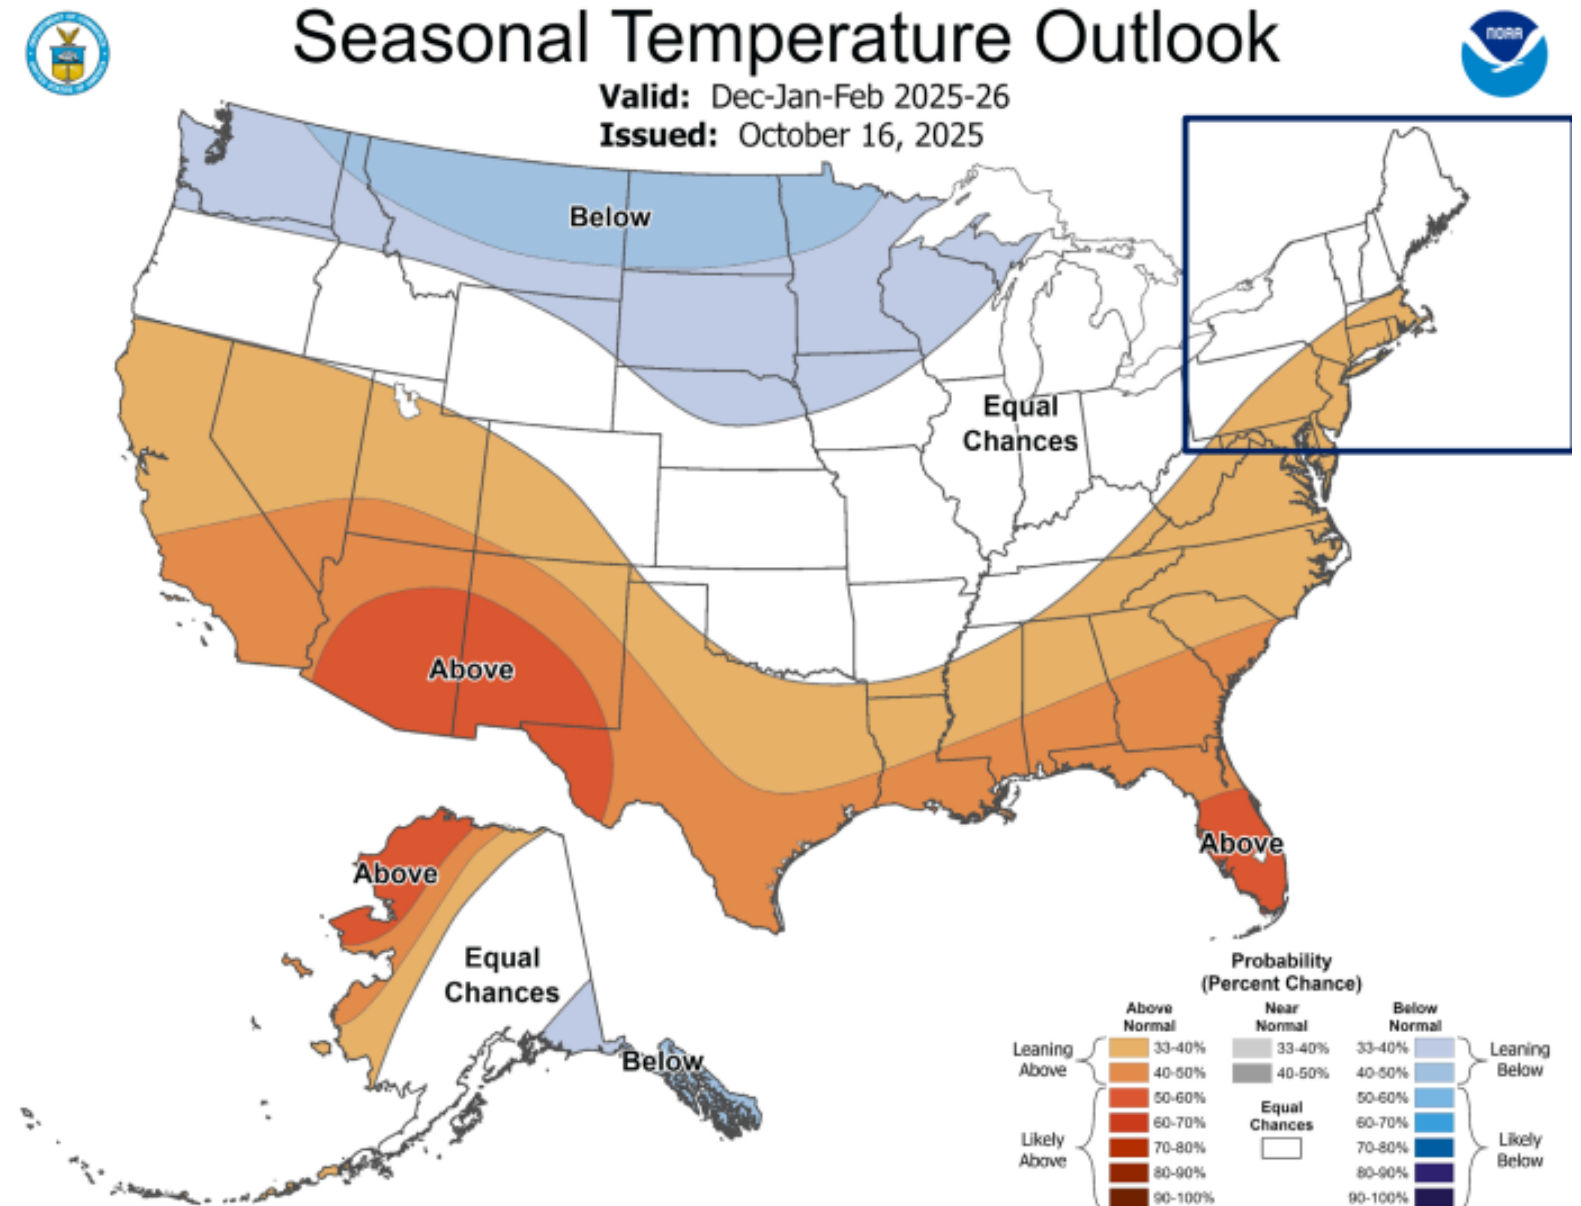 Seasonal Temperature Outlook
Valid: Dec-Jan-Feb 2025-26
Issued: October 16, 2025
NOAA
Below
Equal
Chances
Above
Above
Above
Equal
Chances
Below
Probability
(Percent Chance)
Above
Normal
Near
Normal
Below
Normal
Leaning
Above
33-40%
33-40%
33-40%
Leaning
Below
40-50%
40-50%
40-50%
50-60%
50-60%
60-70%
Equal
Chances
60-70%
Likely
Above
70-80%
70-80%
Likely
Below
80-90%
80-90%
90-100%
90-100%